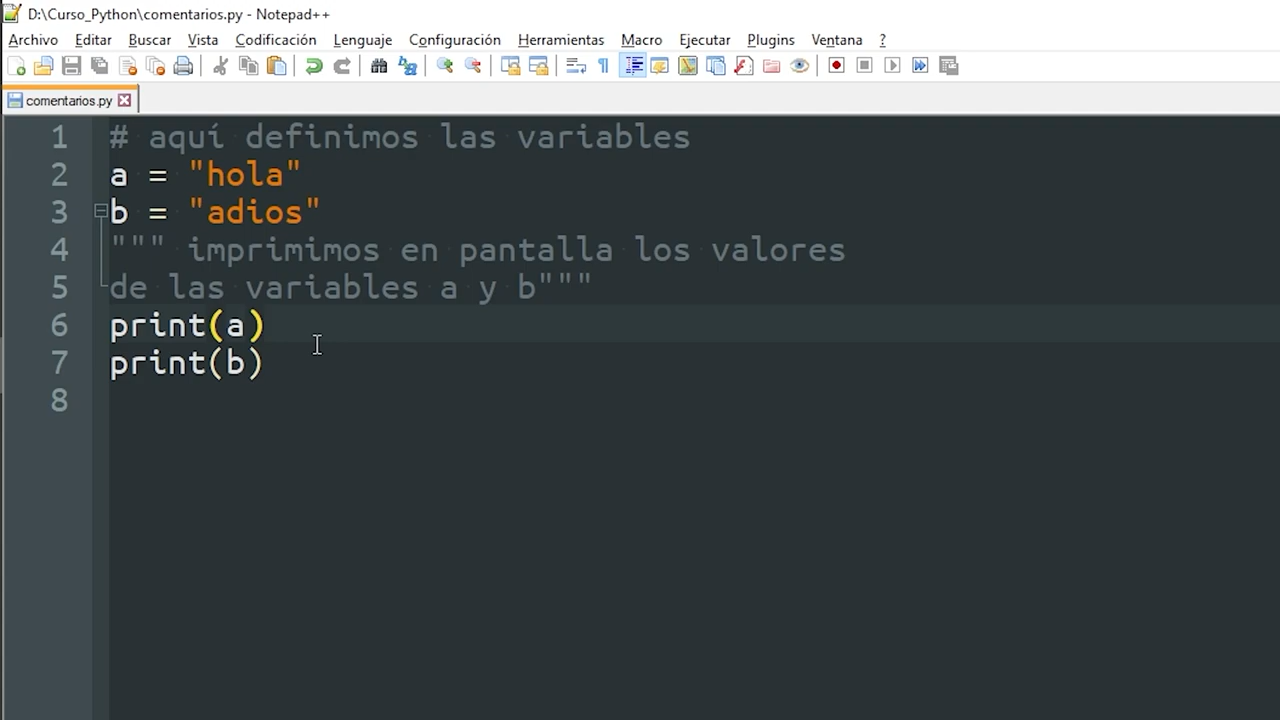 D:\Curso_Python\comentarios.py - Notepad++
Archivo Editar Buscar Vista Codificación Lenguaje Configuración Herramientas Macro Ejecutar Plugins Ventana ?
comentarios.py
1 # aquí definimos las variables
2 a = "hola"
3 b = "adios"
4 """ imprimimos en pantalla los valores
5 de las variables a y b"""
6 print(a)
7 print(b)
8